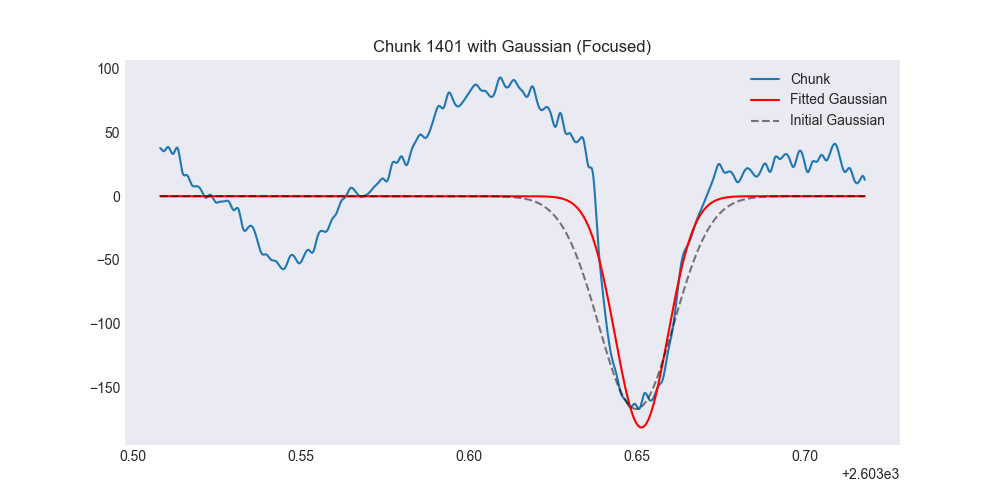 Chunk 1401 with Gaussian (Focused)
100
50
0
−50
−100
−150
Chunk
Fitted Gaussian
Initial Gaussian
0.50 0.55 0.60 0.65 0.70
+2.603e3